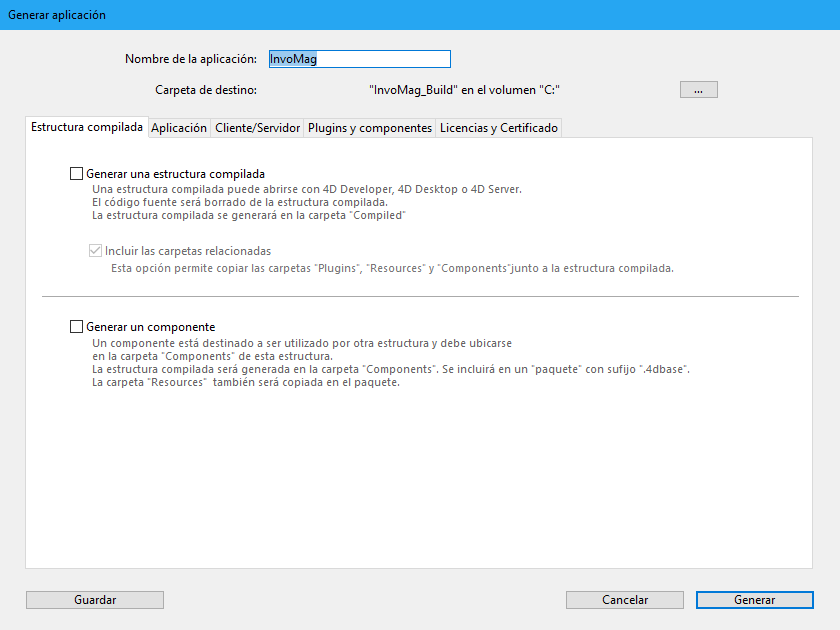 Generar aplicación
Nombre de la aplicación: InvoMag
Carpeta de destino: "InvoMag_Build" en el volumen "C:" ...
Estructura compilada Aplicación Cliente/Servidor Plugins y componentes Licencias y Certificado
Generar una estructura compilada
Una estructura compilada puede abrirse con 4D Developer, 4D Desktop o 4D Server.
El código fuente será borrado de la estructura compilada.
La estructura compilada se generará en la carpeta "Compiled"
Incluir las carpetas relacionadas
Esta opción permite copiar las carpetas "Plugins", "Resources" y "Components"junto a la estructura compilada.
Generar un componente
Un componente está destinado a ser utilizado por otra estructura y debe ubicarse
en la carpeta "Components" de esta estructura.
La estructura compilada será generada en la carpeta "Components". Se incluirá en un "paquete" con sufijo ".4dbase".
La carpeta "Resources"  también será copiada en el paquete.
Guardar Cancelar Generar